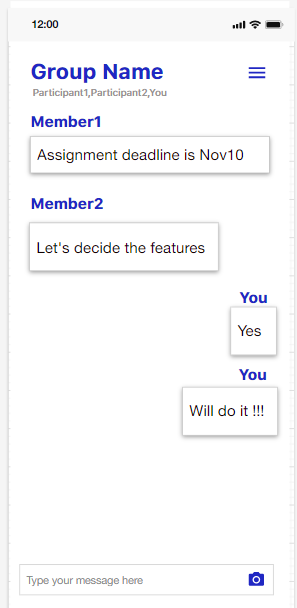 12:00
Group Name
Participant1,Participant2,You
Member1
Assignment deadline is Nov10
Member2
Let's decide the features
You
Yes
You
Will do it !!!
Type your message here